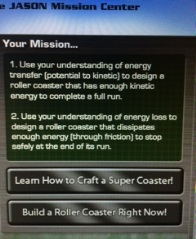 e JASON Mission Center
Your Mission...
1. Use your understanding of energy
transfer (potential to kinetic) to design a
roller coaster that has enough kinetic
energy to complete a full run.
2. Use your understanding of energy loss to
design a roller coaster that dissipates
enough energy (through friction) to stop
safely at the end of its run.
Learn How to Craft a Super Coaster!
Build a Roller Coaster Right Now!